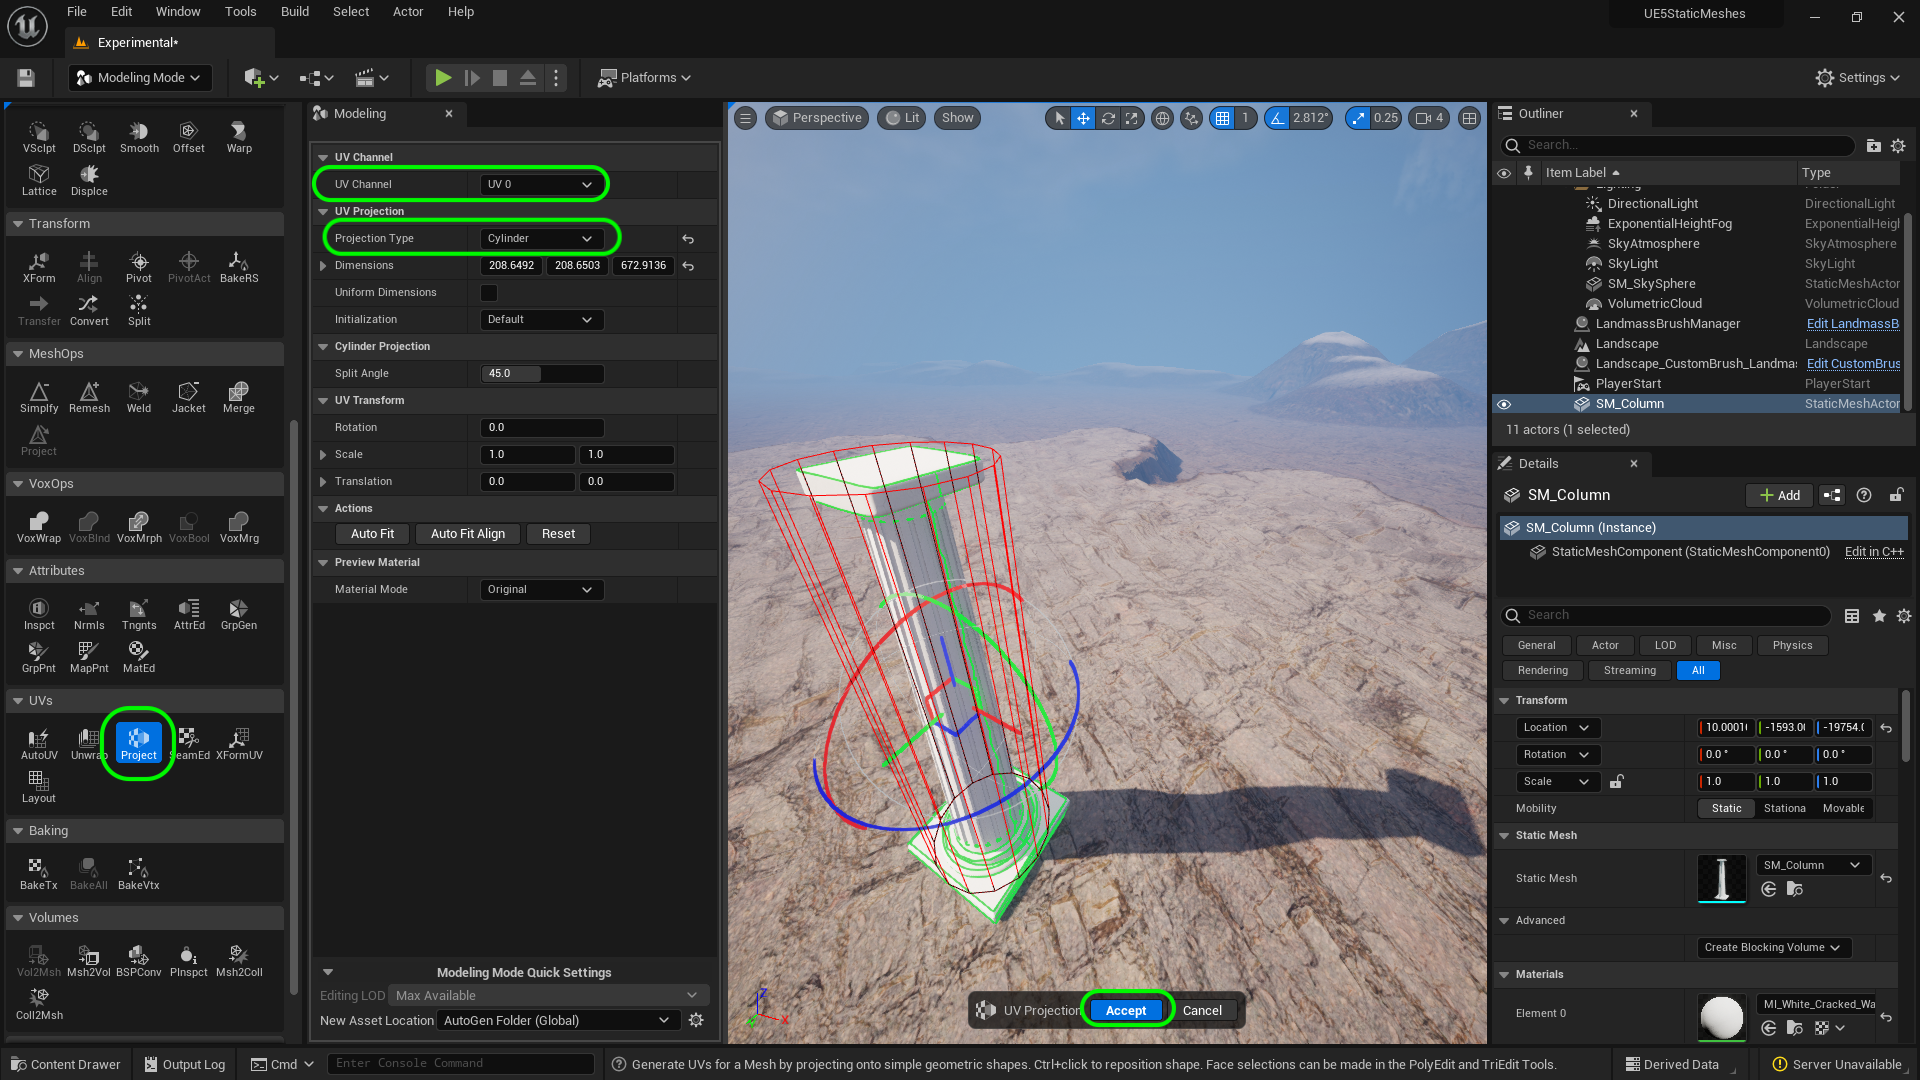 File Edit Window Tools Build Select Actor Help
UE5StaticMeshes
Experimental*
Modeling Mode
Platforms
Settings
VSclpt DSclpt Smooth Offset Warp
Lattice Displce
Transform
XForm Align Pivot PivotAct BakeRS
Transfer Convert Split
MeshOps
Simplfy Remesh Weld Jacket Merge
Project
VoxOps
VoxWrap VoxBlnd VoxMrph VoxBool VoxMrg
Attributes
Inspct Nrmls Tngnts AttrEd GrpGen
GrpPnt MapPnt MatEd
UVs
AutoUV Unwrap Project SeamEd XFormUV
Layout
Baking
BakeTx BakeAll BakeVtx
Volumes
Vol2Msh Msh2Vol BSPConv PInspct Msh2Coll
Coll2Msh
Modeling
UV Channel
UV Channel UV 0
UV Projection
Projection Type Cylinder
Dimensions 208.6492 208.6503 672.9136
Uniform Dimensions
Initialization Default
Cylinder Projection
Split Angle 45.0
UV Transform
Rotation 0.0
Scale 1.0 1.0
Translation 0.0 0.0
Actions
Auto Fit Auto Fit Align Reset
Preview Material
Material Mode Original
Modeling Mode Quick Settings
Editing LOD Max Available
New Asset Location AutoGen Folder (Global)
Perspective Lit Show 1 2.812° 0.25 4
Z
X
UV Projection Accept Cancel
Outliner
Search...
Item Label Type
Lighting Folder
DirectionalLight DirectionalLight
ExponentialHeightFog ExponentialHeigl
SkyAtmosphere SkyAtmosphere
SkyLight SkyLight
SM_SkySphere StaticMeshActor
VolumetricCloud VolumetricCloud
LandmassBrushManager Edit LandmassB
Landscape Landscape
Landscape_CustomBrush_Landmas Edit CustomBrus
PlayerStart PlayerStart
SM_Column StaticMeshActor
11 actors (1 selected)
Details
SM_Column Add
SM_Column (Instance)
StaticMeshComponent (StaticMeshComponent0) Edit in C++
Search
General Actor LOD Misc Physics
Rendering Streaming All
Transform
Location 10.0001 -1593.0 -19754.
Rotation 0.0 ° 0.0 ° 0.0 °
Scale 1.0 1.0 1.0
Mobility Static Stationa Movable
Static Mesh
Static Mesh SM_Column
Advanced
Create Blocking Volume
Materials
Element 0 MI_White_Cracked_Wa
Content Drawer Output Log Cmd Enter Console Command Generate UVs for a Mesh by projecting onto simple geometric shapes. Ctrl+click to reposition shape. Face selections can be made in the PolyEdit and TriEdit Tools. Derived Data Server Unavailable